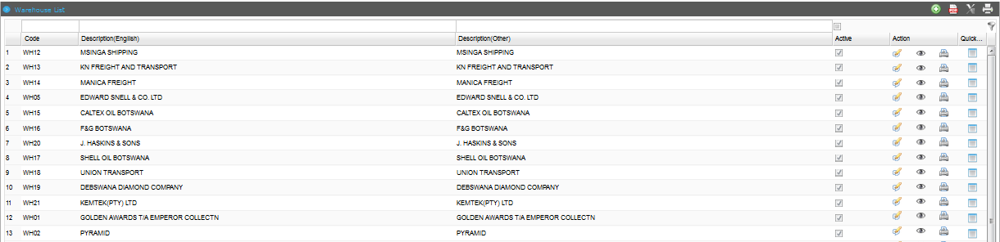 Warehouse List
Code Description(English) Description(Other) Active Action Quick...
1 WH12 MSINGA SHIPPING MSINGA SHIPPING
2 WH13 KN FREIGHT AND TRANSPORT KN FREIGHT AND TRANSPORT
3 WH14 MANICA FREIGHT MANICA FREIGHT
4 WH05 EDWARD SNELL & CO. LTD EDWARD SNELL & CO. LTD
5 WH15 CALTEX OIL BOTSWANA CALTEX OIL BOTSWANA
6 WH16 F&G BOTSWANA F&G BOTSWANA
7 WH20 J. HASKINS & SONS J. HASKINS & SONS
8 WH17 SHELL OIL BOTSWANA SHELL OIL BOTSWANA
9 WH18 UNION TRANSPORT UNION TRANSPORT
10 WH19 DEBSWANA DIAMOND COMPANY DEBSWANA DIAMOND COMPANY
11 WH21 KEMTEK(PTY) LTD KEMTEK(PTY) LTD
12 WH01 GOLDEN AWARDS T/A EMPEROR COLLECTN GOLDEN AWARDS T/A EMPEROR COLLECTN
13 WH02 PYRAMID PYRAMID